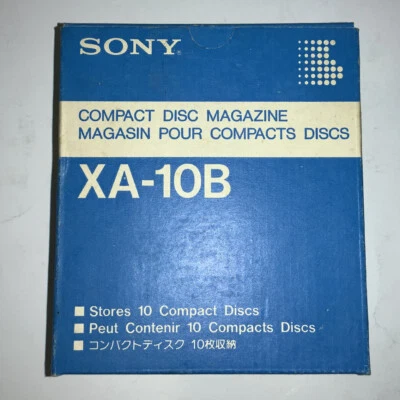 SONY
COMPACT DISC MAGAZINE
MAGASIN POUR COMPACTS DISCS
XA-10B
■ Stores 10 Compact Discs
■ Peut Contenir 10 Compacts Discs
■ コンパクトディスク 10枚収納